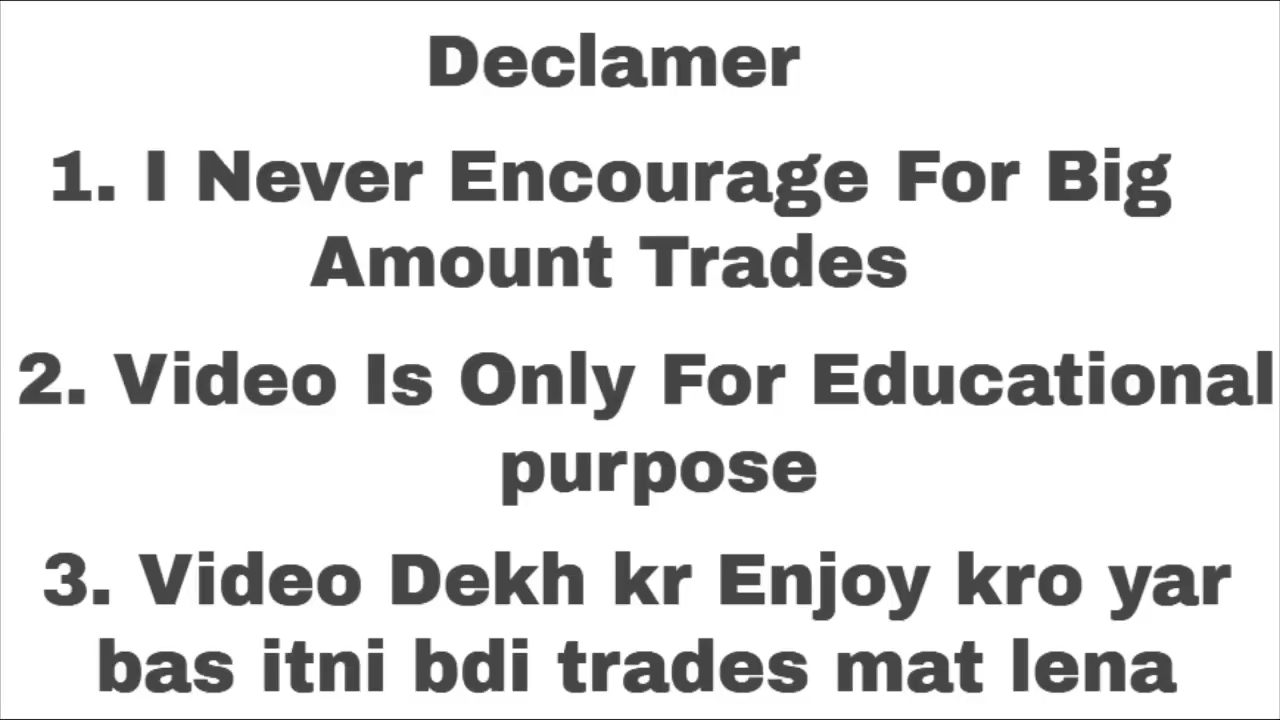 Declamer
1. I Never Encourage For Big
Amount Trades
2. Video Is Only For Educational
purpose
3. Video Dekh kr Enjoy kro yar
bas itni bdi trades mat lena